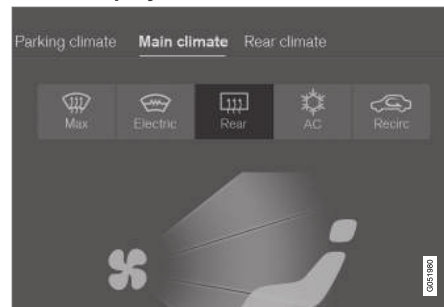 Parking climate Main climate Rear climate
Max Electric Rear AC Recirc
G051980